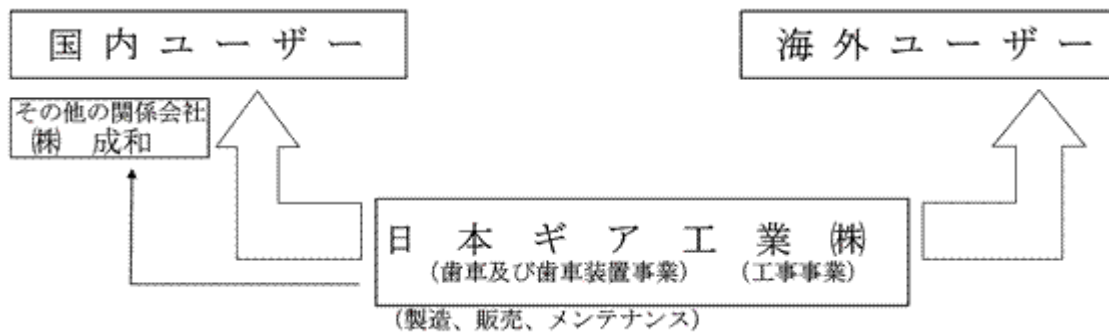 国内ユーザー
海外ユーザー
その他の関係会社
㈱ 成和
日本ギア工業㈱
(歯車及び歯車装置事業) (工事事業)
(製造、販売、メンテナンス)